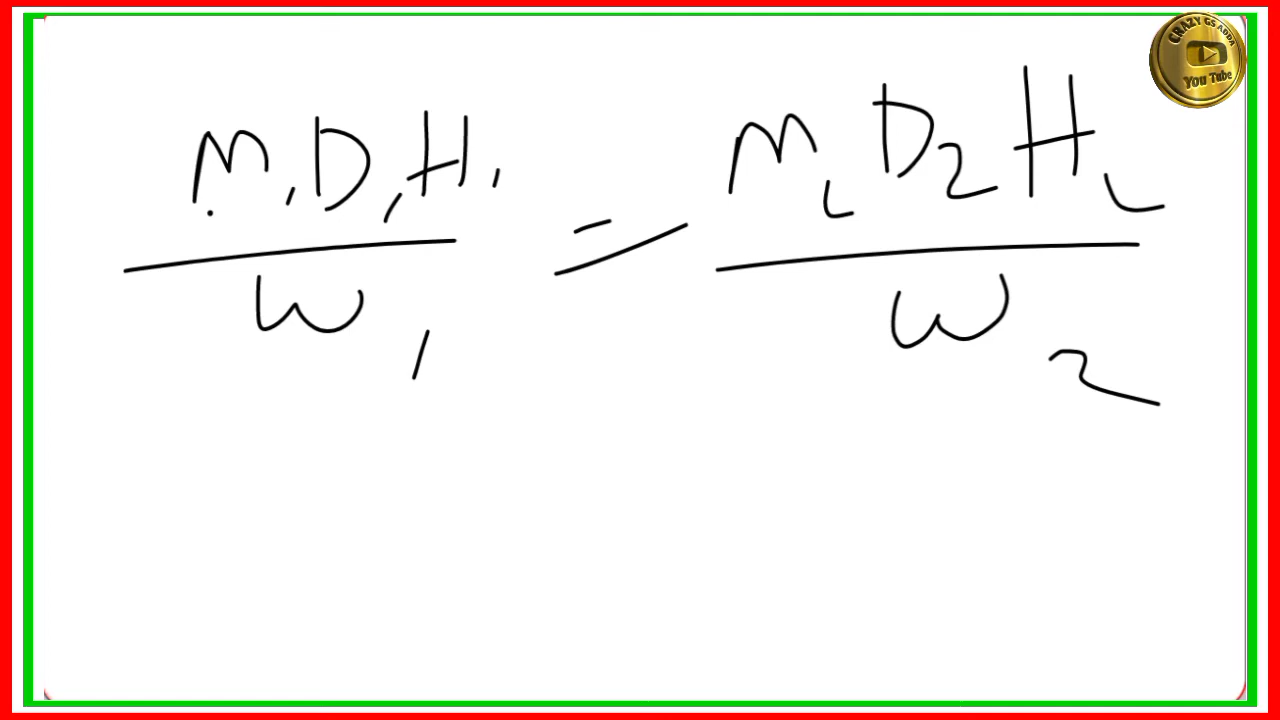 CRAZY GS ADDA
You Tube
M₁D₁H₁ = M₂D₂H₂
W₁ W₂